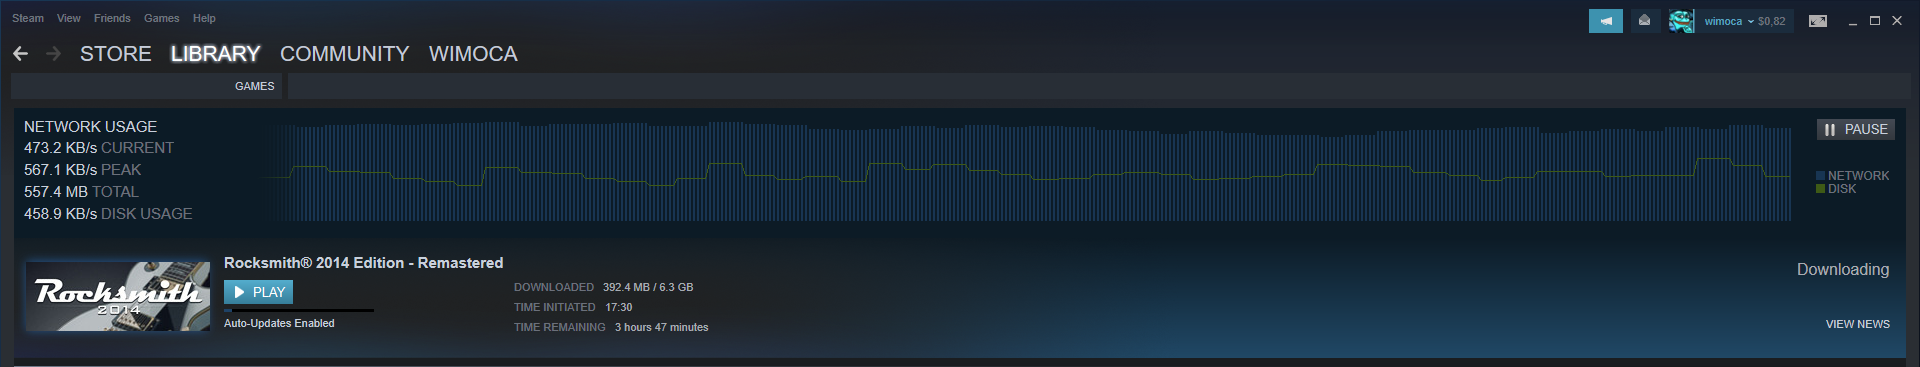 Steam View Friends Games Help
wimoca $0,82
STORE LIBRARY COMMUNITY WIMOCA
GAMES
NETWORK USAGE
473.2 KB/s CURRENT
567.1 KB/s PEAK
557.4 MB TOTAL
458.9 KB/s DISK USAGE
PAUSE
NETWORK
DISK
Rocksmith
2014
Rocksmith® 2014 Edition - Remastered
PLAY
Auto-Updates Enabled
DOWNLOADED 392.4 MB / 6.3 GB
TIME INITIATED 17:30
TIME REMAINING 3 hours 47 minutes
Downloading
VIEW NEWS